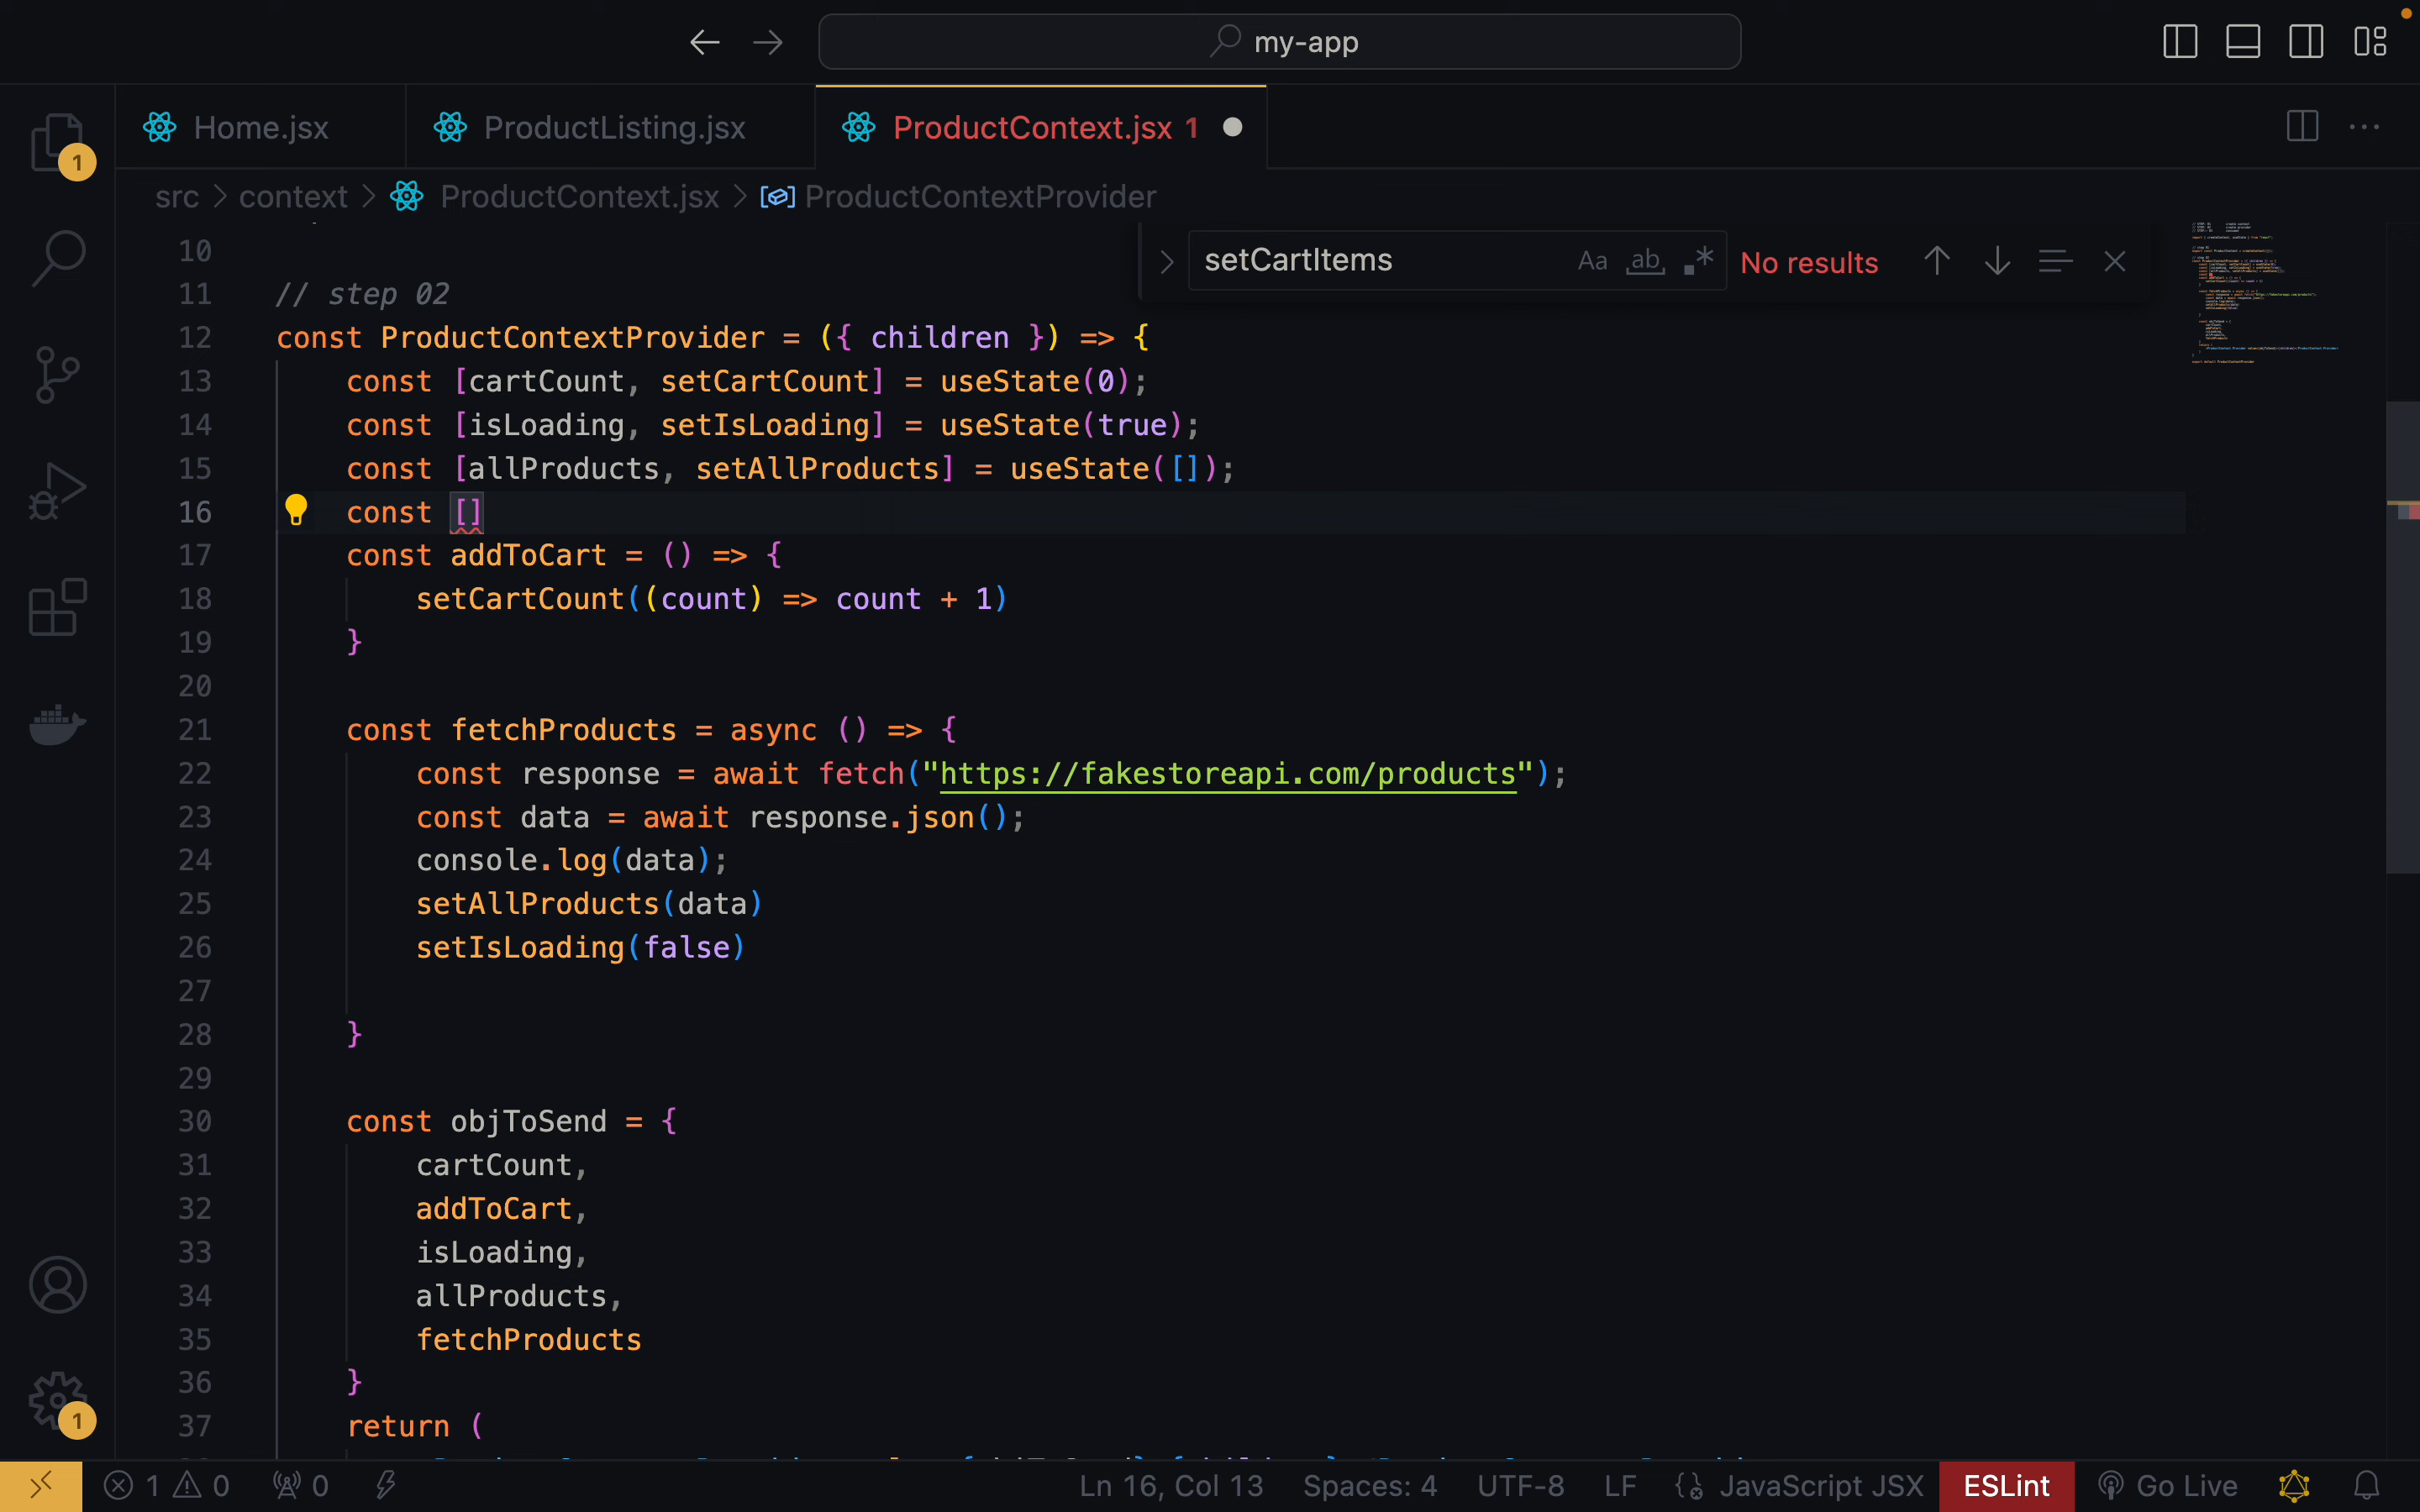 my-app
Home.jsx
ProductListing.jsx
ProductContext.jsx 1
src > context > ProductContext.jsx > ProductContextProvider
setCartItems
Aa ab .* No results
10
11 // step 02
12 const ProductContextProvider = ({ children }) => {
13 const [cartCount, setCartCount] = useState(0);
14 const [isLoading, setIsLoading] = useState(true);
15 const [allProducts, setAllProducts] = useState([]);
16 const []
17 const addToCart = () => {
18 setCartCount((count) => count + 1)
19 }
20
21 const fetchProducts = async () => {
22 const response = await fetch("https://fakestoreapi.com/products");
23 const data = await response.json();
24 console.log(data);
25 setAllProducts(data)
26 setIsLoading(false)
27
28 }
29
30 const objToSend = {
31 cartCount,
32 addToCart,
33 isLoading,
34 allProducts,
35 fetchProducts
36 }
37 return (
1
1
1 0 0 Ln 16, Col 13 Spaces: 4 UTF-8 LF JavaScript JSX ESLint Go Live